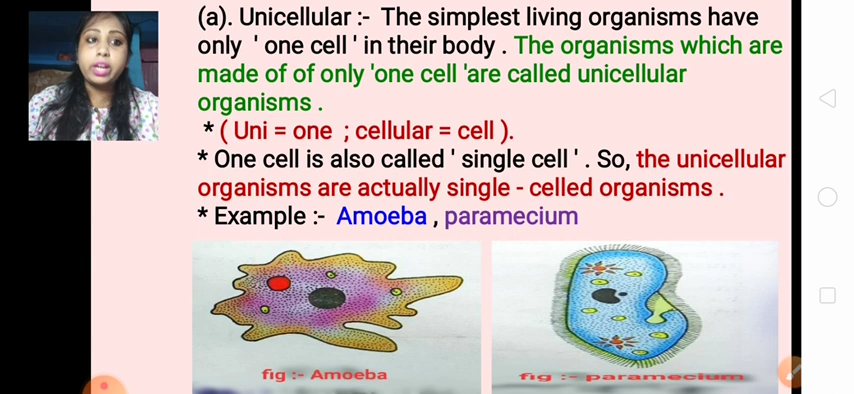 (a). Unicellular :- The simplest living organisms have
only ' one cell ' in their body . The organisms which are
made of of only 'one cell 'are called unicellular
organisms .
* ( Uni = one ; cellular = cell ).
* One cell is also called ' single cell ' . So, the unicellular
organisms are actually single - celled organisms .
* Example :- Amoeba , paramecium
fig :- Amoeba
fig :- paramecium